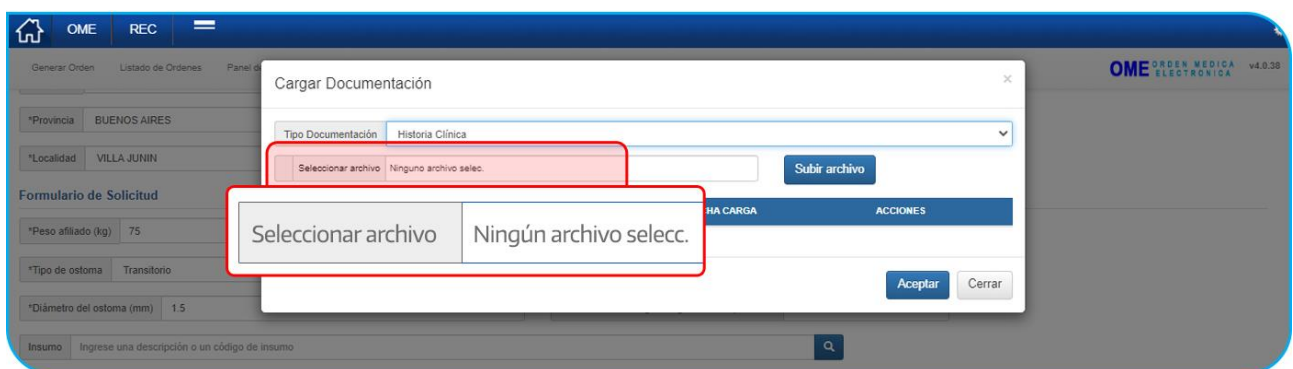 OME REC
Generar Orden Listado de Ordenes Panel de
OME ORDEN MEDICA ELECTRONICA v4.0.38
Cargar Documentación ×
*Provincia BUENOS AIRES
Tipo Documentación Historia Clínica
*Localidad VILLA JUNIN
Seleccionar archivo Ninguno archivo selec. Subir archivo
Formulario de Solicitud
CHA CARGA ACCIONES
Seleccionar archivo Ningún archivo selecc.
*Peso afiliado (kg) 75
*Tipo de ostoma Transitorio
Aceptar Cerrar
*Diámetro del ostoma (mm) 1.5
Insumo Ingrese una descripción o un código de insumo